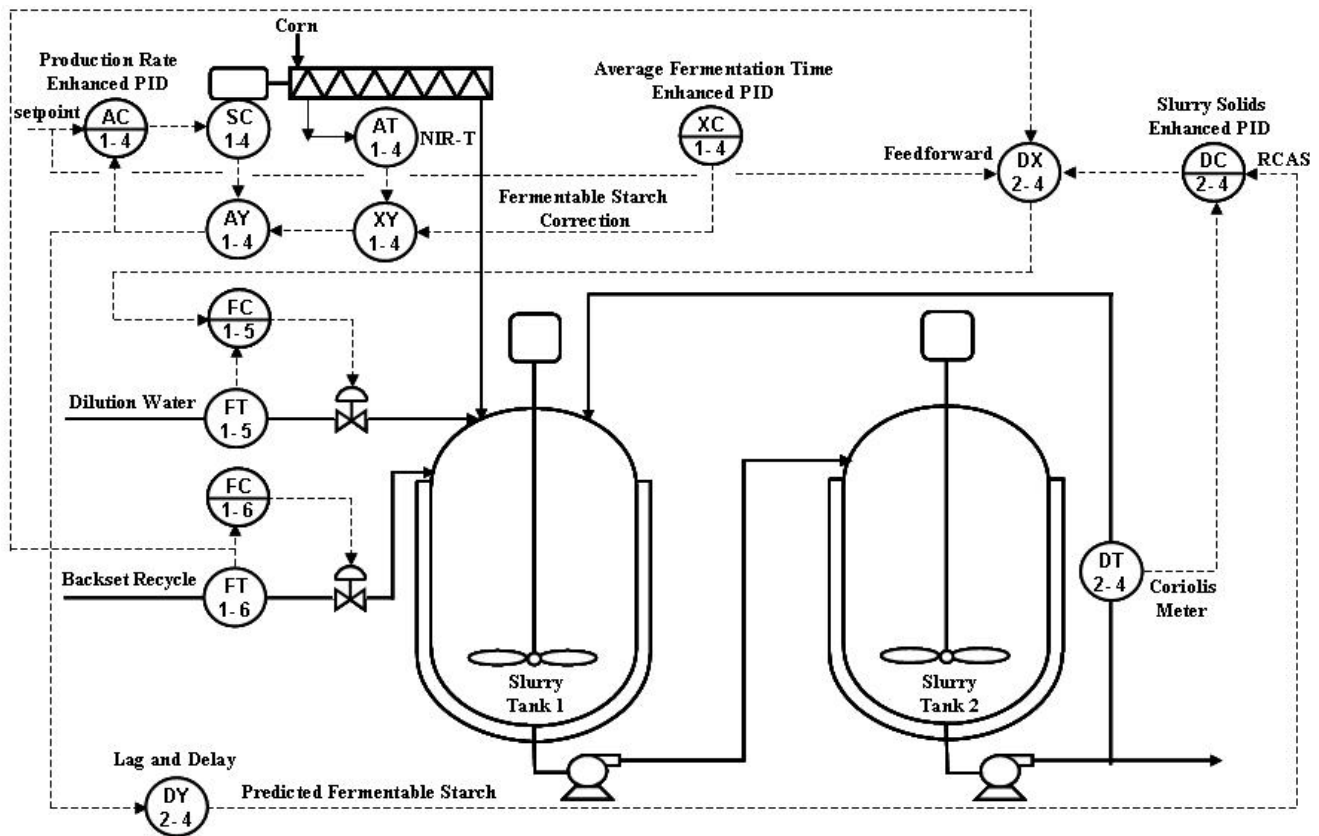 Corn
Production Rate
Enhanced PID
Average Fermentation Time
Enhanced PID
Slurry Solids
Enhanced PID
setpoint
AC
1-4
SC
1-4
AT
1-4
NIR-T
XC
1-4
Feedforward
DX
2-4
DC
2-4
RCAS
AY
1-4
XY
1-4
Fermentable Starch
Correction
FC
1-5
Dilution Water
FT
1-5
FC
1-6
Backset Recycle
FT
1-6
DT
2-4
Coriolis
Meter
Slurry
Tank 1
Slurry
Tank 2
Lag and Delay
DY
2-4
Predicted Fermentable Starch